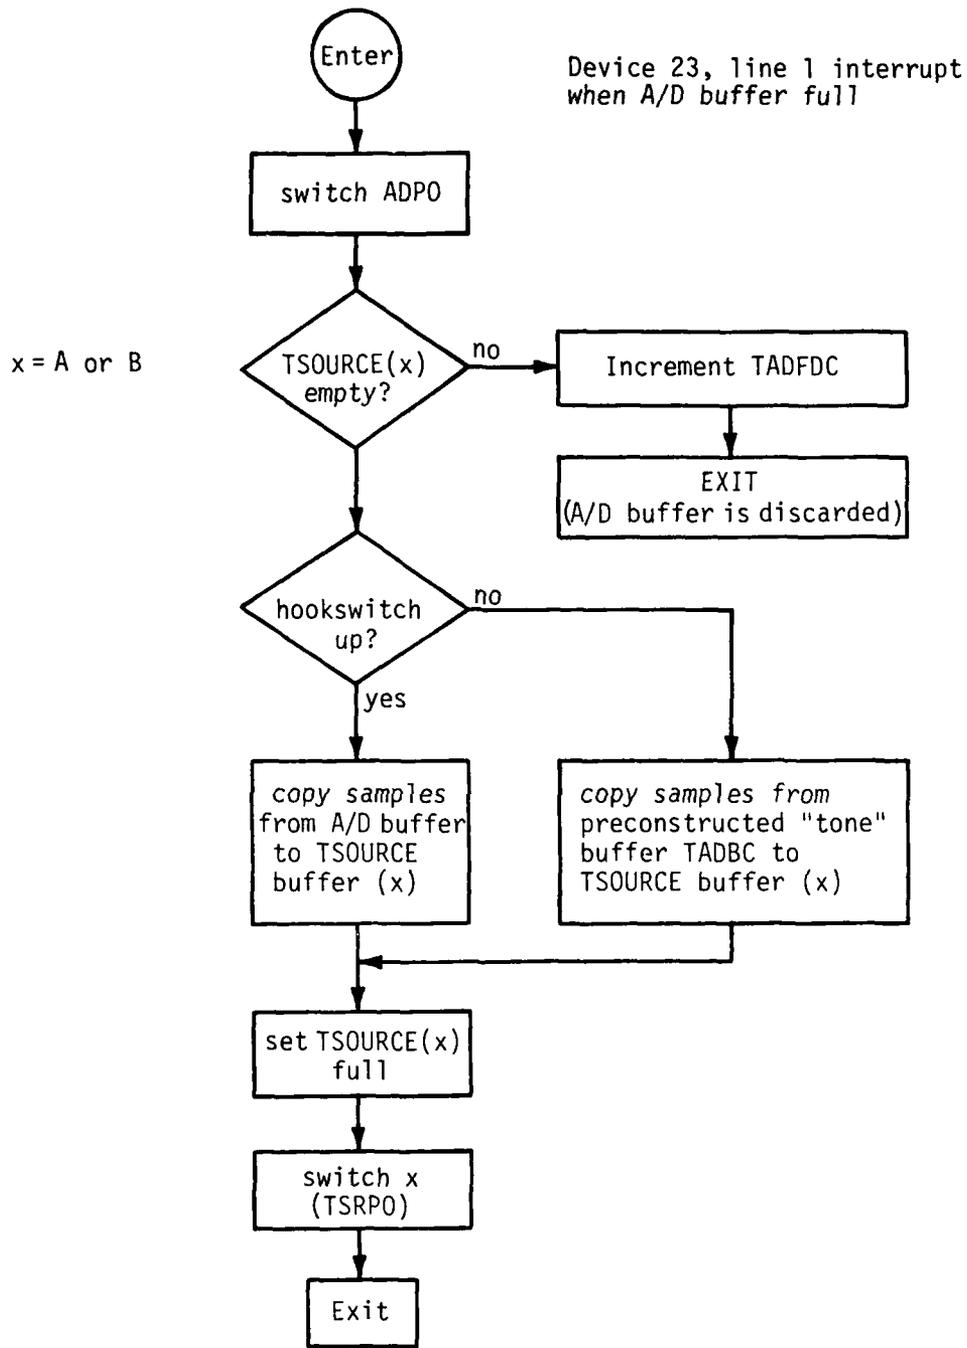 Enter
Device 23, line 1 interrupt
when A/D buffer full
switch ADPO
x = A or B
TSOURCE(x)
empty?
no
Increment TADFDC
EXIT
(A/D buffer is discarded)
hookswitch
up?
no
yes
copy samples
from A/D buffer
to TSOURCE
buffer (x)
copy samples from
preconstructed "tone"
buffer TADBC to
TSOURCE buffer (x)
set TSOURCE(x)
full
switch x
(TSRPO)
Exit